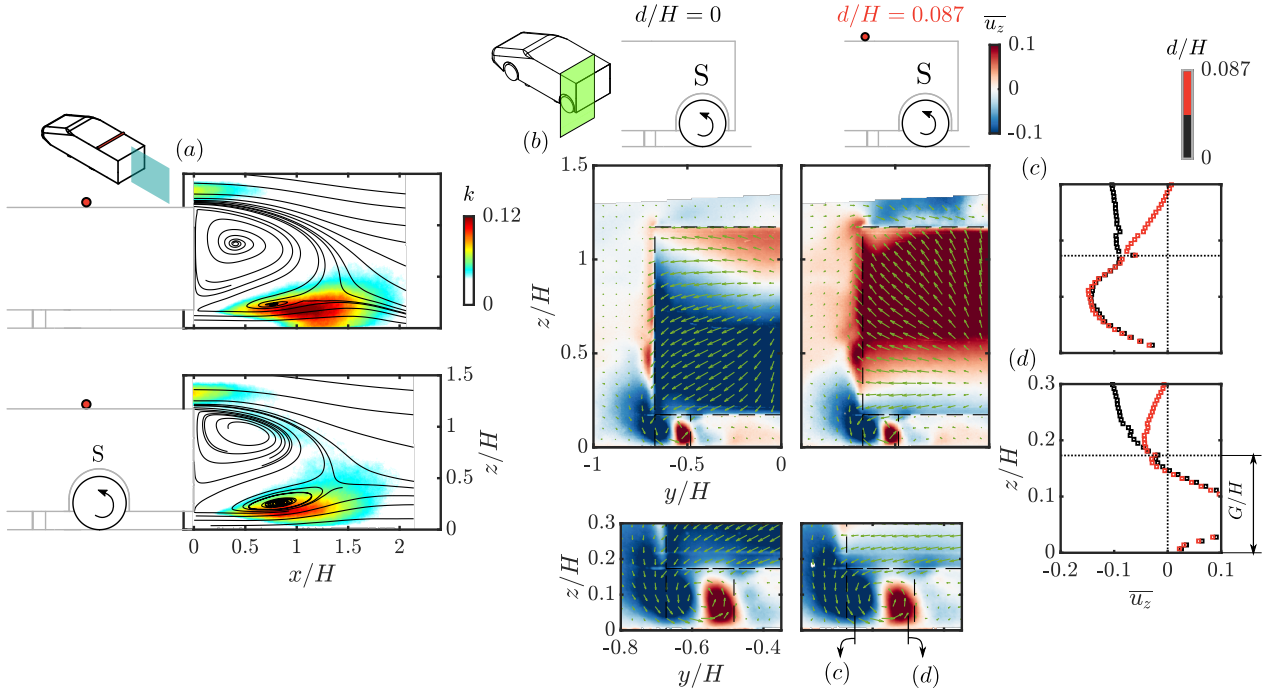 d/H = 0
d/H = 0.087
S
S
(b)
\overline{u_z}
0.1
0
-0.1
d/H
0.087
0
(a)
k
0.12
0
S
1.5
1
0.5
0
z/H
0
0.5
1
1.5
2
x/H
1.5
1
0.5
0
z/H
-1
-0.5
0
y/H
0.3
0.2
0.1
0
z/H
-0.8
-0.6
-0.4
y/H
(c)
(d)
(c)
(d)
0.3
0.2
0.1
0
z/H
G/H
-0.2
-0.1
0
0.1
\overline{u_z}